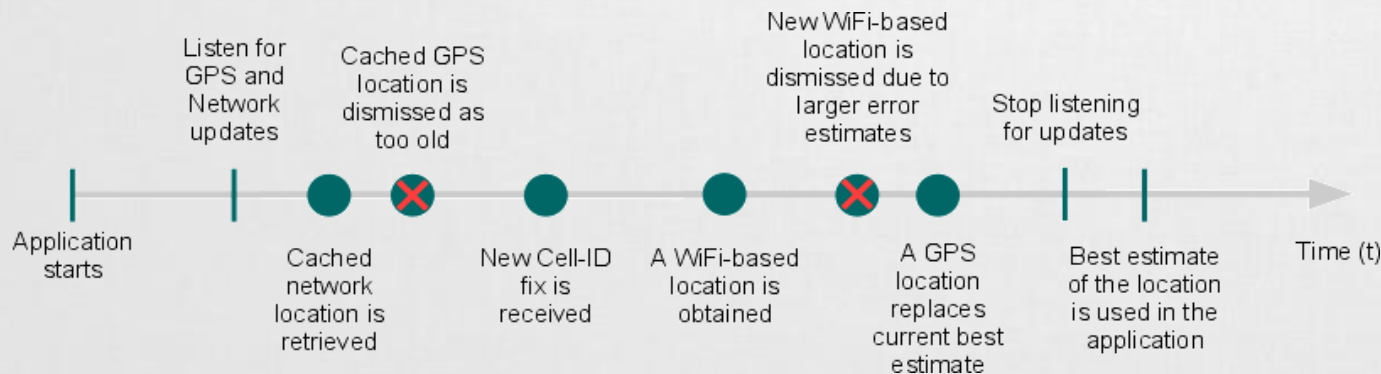 Listen for
GPS and
Network
updates
Cached GPS
location is
dismissed as
too old
New WiFi-based
location is
dismissed due to
larger error
estimates
Stop listening
for updates
Application
starts
Cached
network
location is
retrieved
New Cell-ID
fix is
received
A WiFi-based
location is
obtained
A GPS
location
replaces
current best
estimate
Best estimate
of the location
is used in the
application
Time (t)